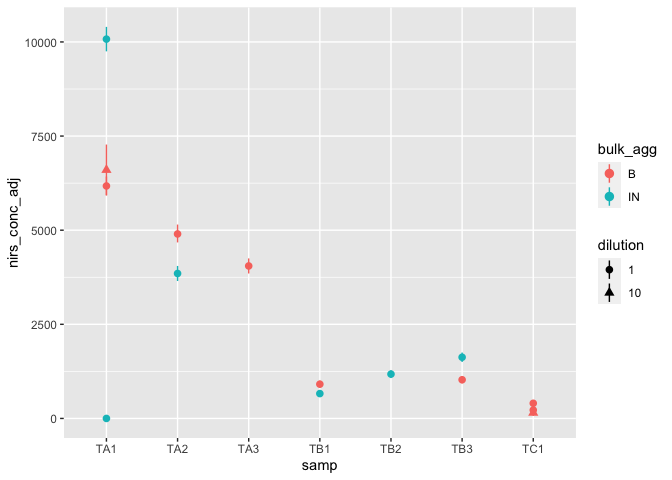 10000
7500
5000
2500
0
nirs_conc_adj
TA1 TA2 TA3 TB1 TB2 TB3 TC1
samp
bulk_agg
B
IN
dilution
1
10